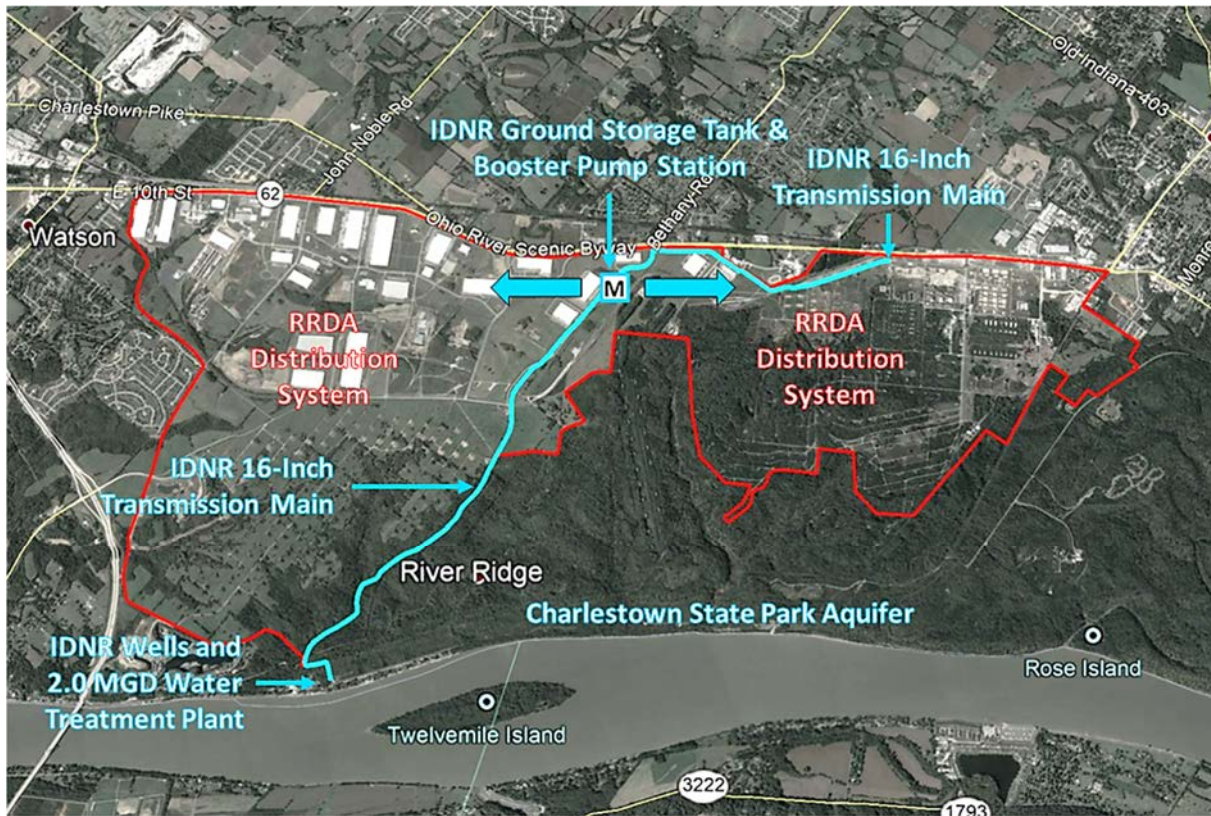 Old Indiana 403
Charlestown Pike
John Noble Rd
IDNR Ground Storage Tank &
Booster Pump Station
IDNR 16-Inch
Transmission Main
Bethany Rd
E 10th St
62
Ohio River Scenic Byway
Watson
M
RRDA
Distribution
System
RRDA
Distribution
System
IDNR 16-Inch
Transmission Main
River Ridge
Charlestown State Park Aquifer
IDNR Wells and
2.0 MGD Water
Treatment Plant
Rose Island
Twelvemile Island
3222
1793